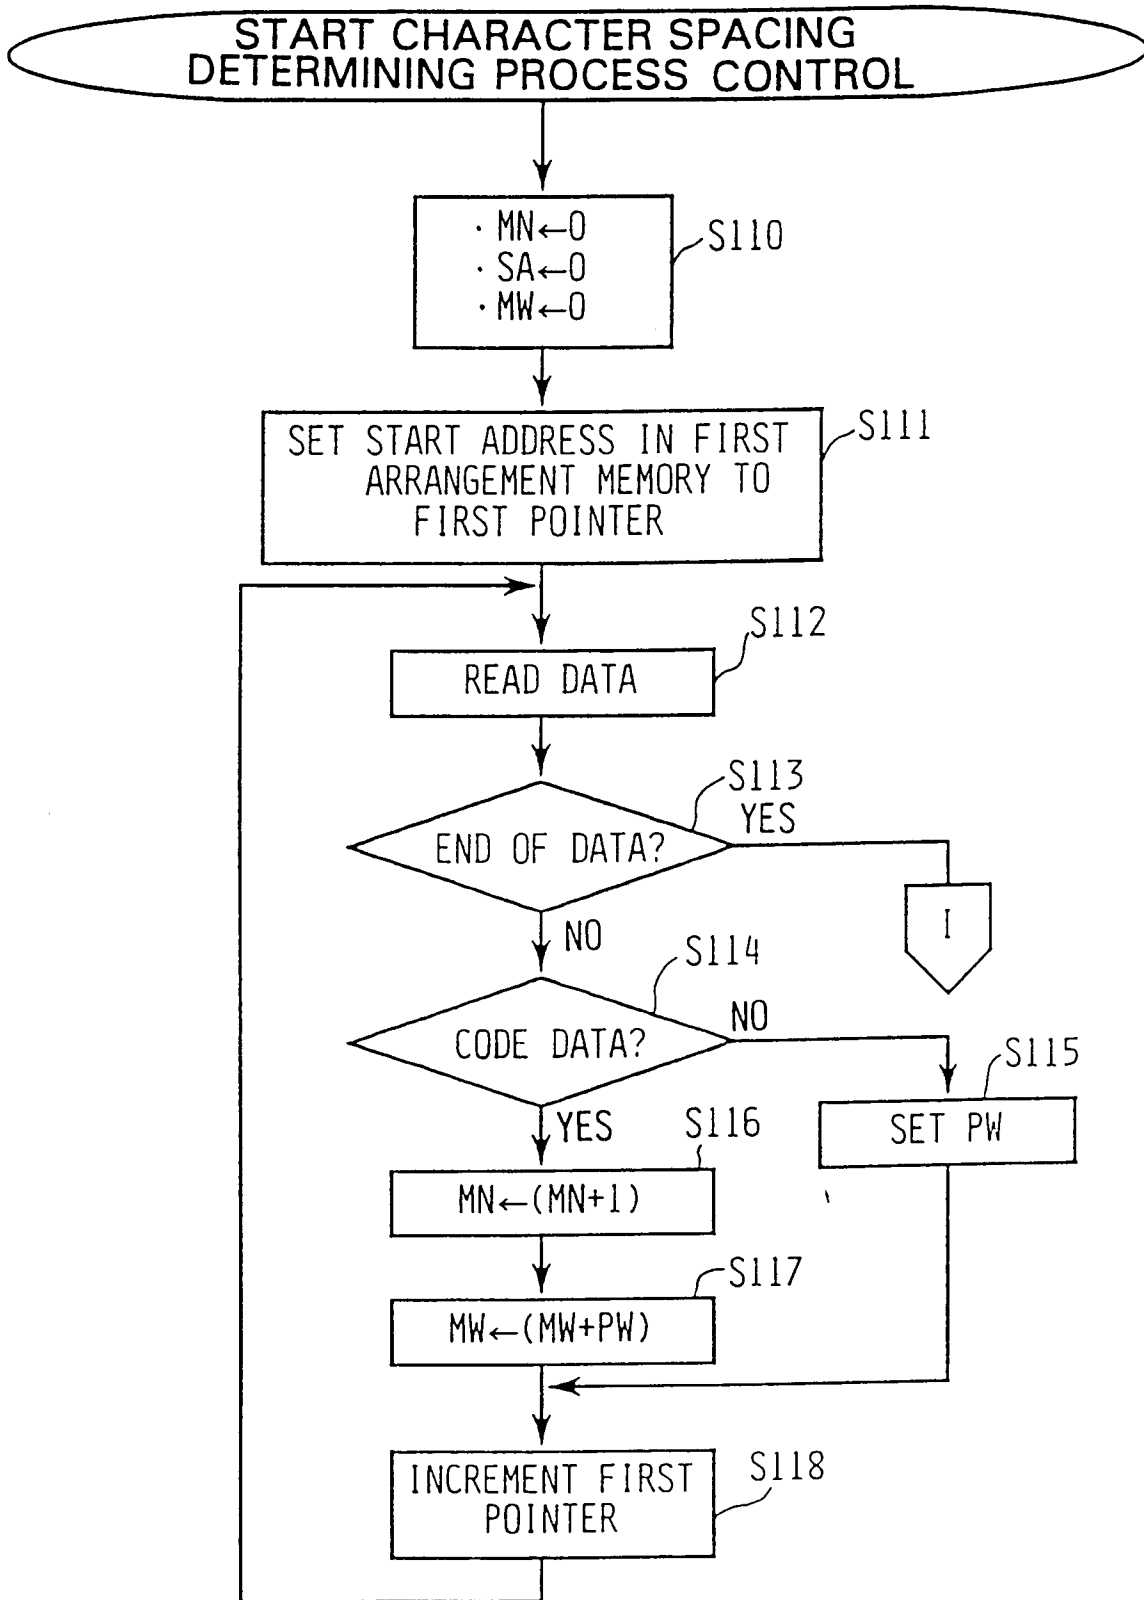 START CHARACTER SPACING
DETERMINING PROCESS CONTROL
· MN←0
· SA←0
· MW←0
S110
SET START ADDRESS IN FIRST
ARRANGEMENT MEMORY TO
FIRST POINTER
S111
S112
READ DATA
S113
YES
END OF DATA?
I
NO
S114
NO
CODE DATA?
S115
SET PW
YES
S116
MN←(MN+1)
S117
MW←(MW+PW)
INCREMENT FIRST
POINTER
S118